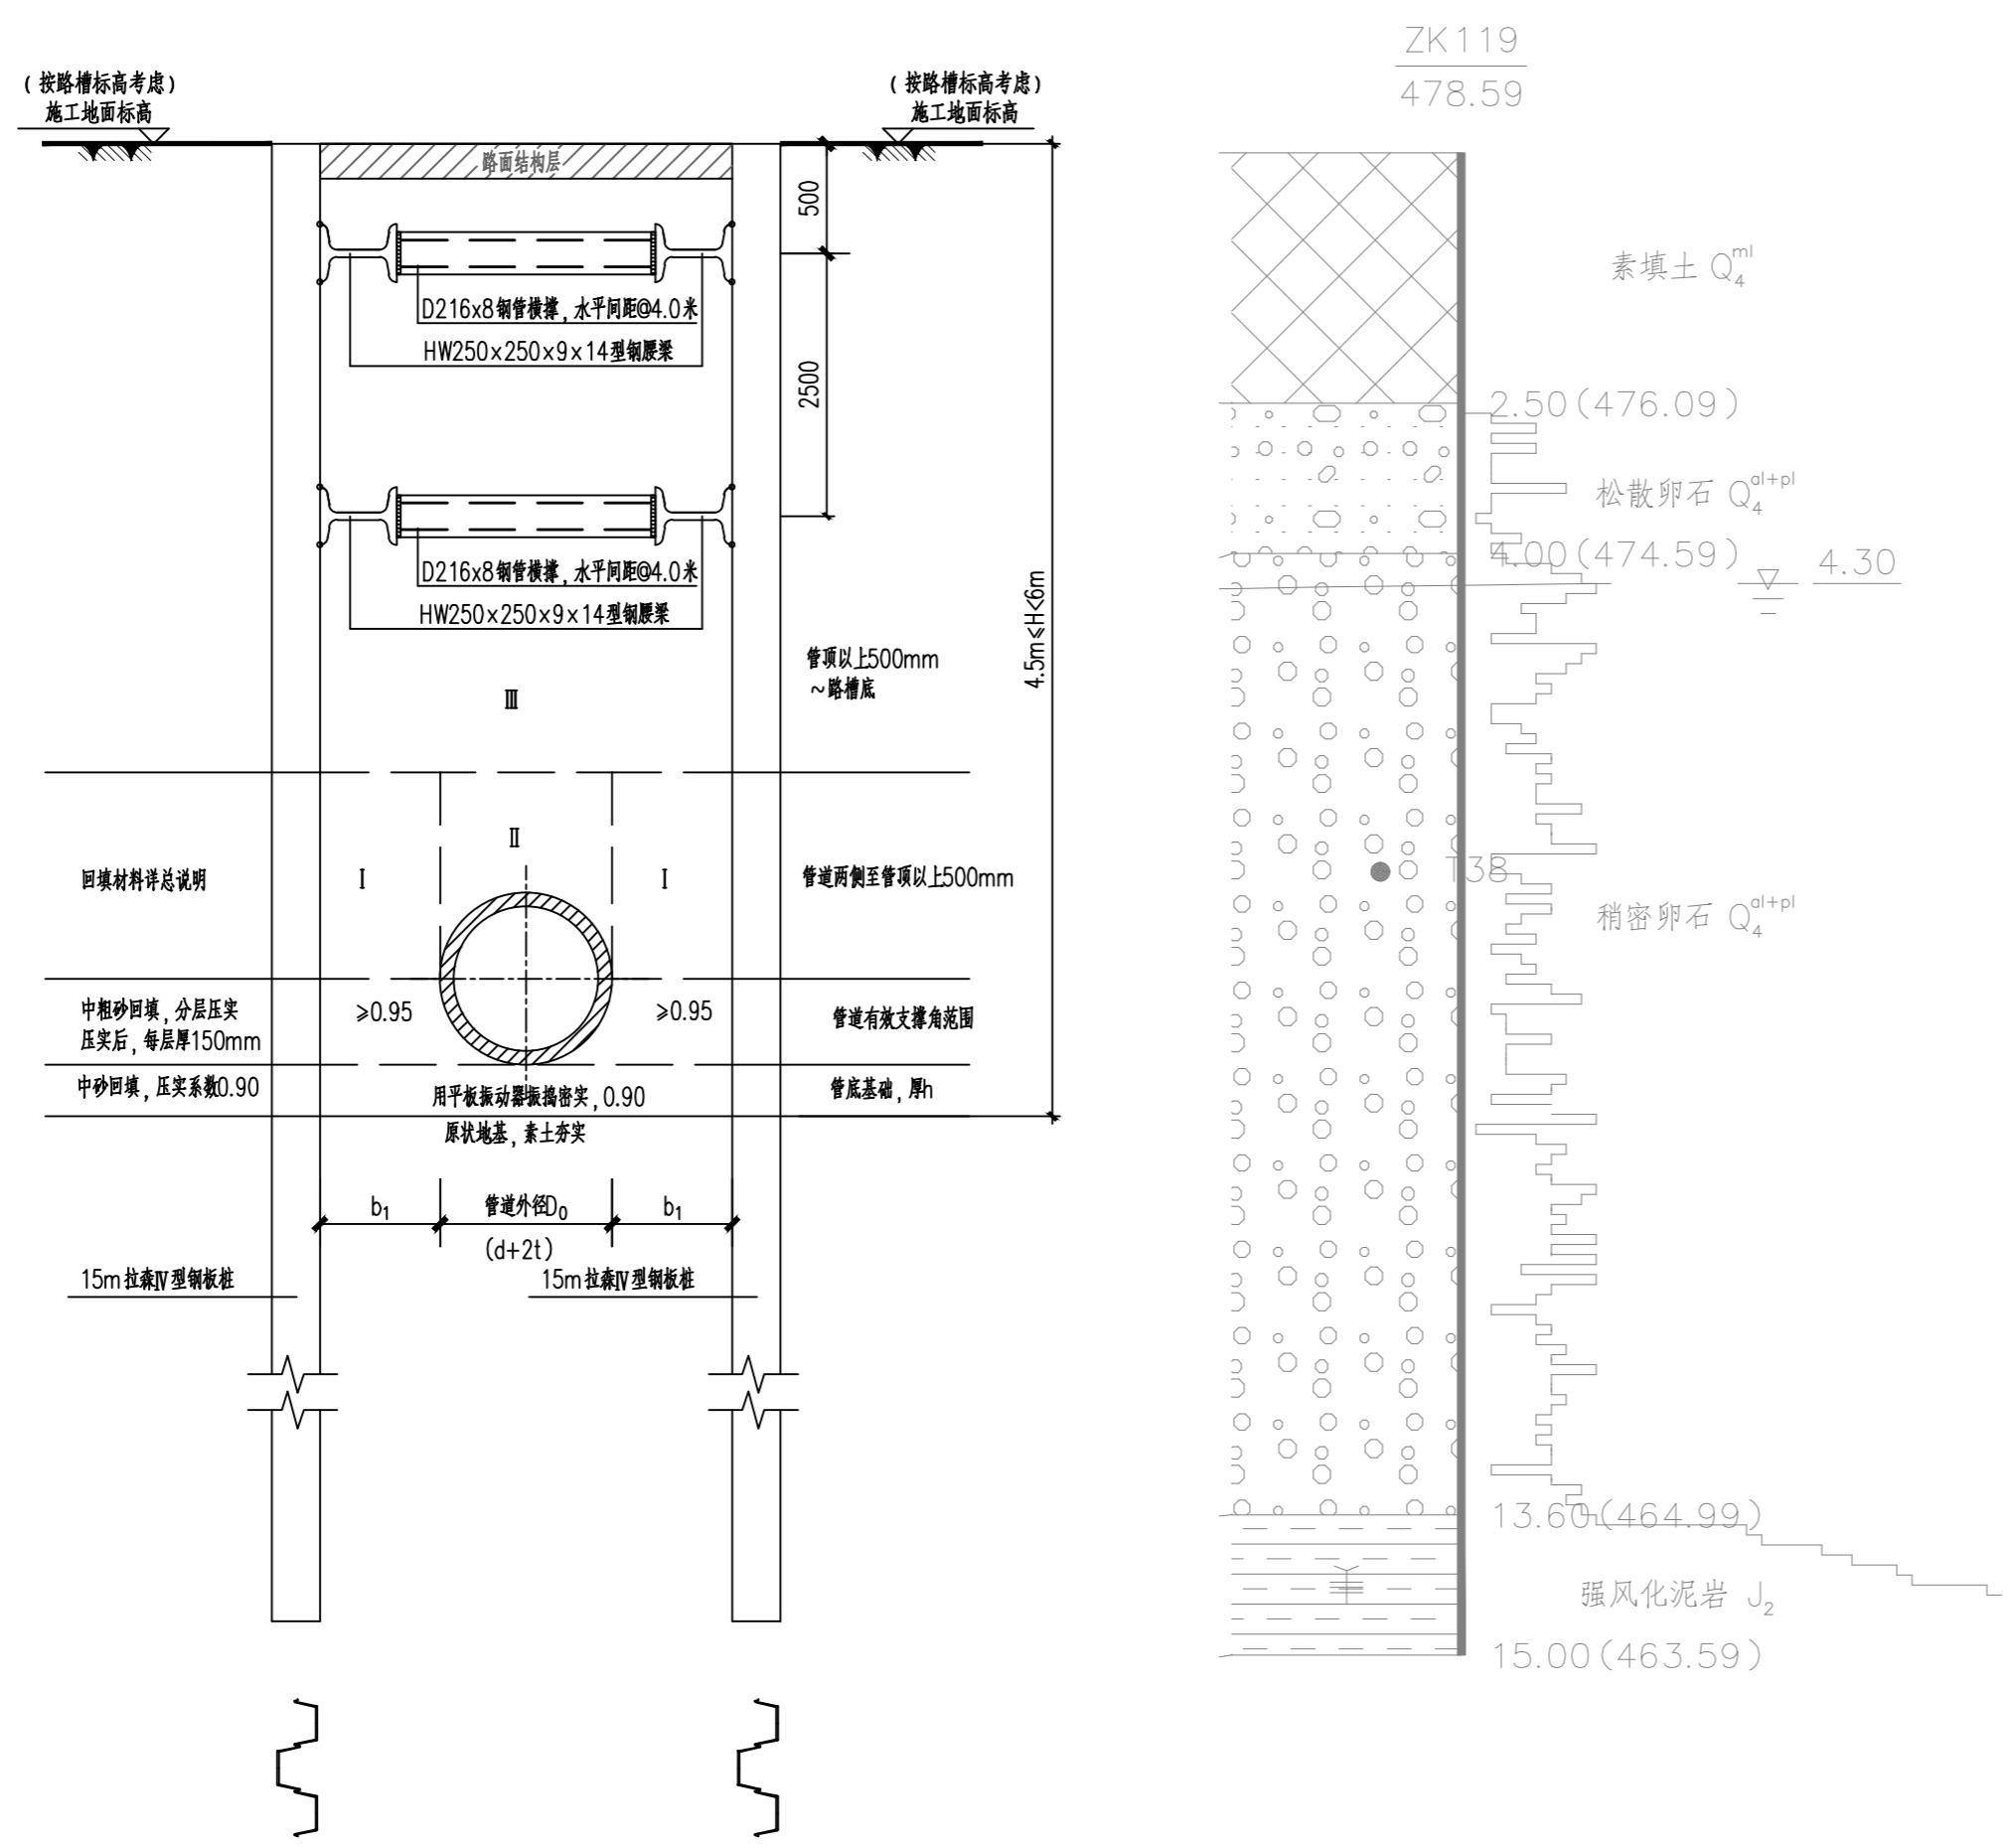 (按路槽标高考虑)
施工地面标高
(按路槽标高考虑)
施工地面标高
路面结构层
500
D216x8钢管横撑,水平间距@4.0米
HW250×250×9×14型钢腰梁
2500
D216x8钢管横撑,水平间距@4.0米
HW250×250×9×14型钢腰梁
4.5m≤H<6m
管顶以上500mm
~路槽底
Ⅲ
Ⅱ
回填材料详总说明
Ⅰ
Ⅰ
管道两侧至管顶以上500mm
中粗砂回填,分层压实
压实后,每层厚150mm
≥0.95
≥0.95
管道有效支撑角范围
中砂回填,压实系数0.90
用平板振动器振捣密实,0.90
管底基础,厚h
原状地基,素土夯实
b₁
管道外径D₀
b₁
(d+2t)
15m拉森Ⅳ型钢板桩
15m拉森Ⅳ型钢板桩
ZK119
478.59
素填土 Q₄ᵐˡ
2.50(476.09)
松散卵石 Q₄ᵃˡ⁺ᵖˡ
4.00(474.59)
4.30
T38
稍密卵石 Q₄ᵃˡ⁺ᵖˡ
13.60(464.99)
强风化泥岩 J₂
15.00(463.59)